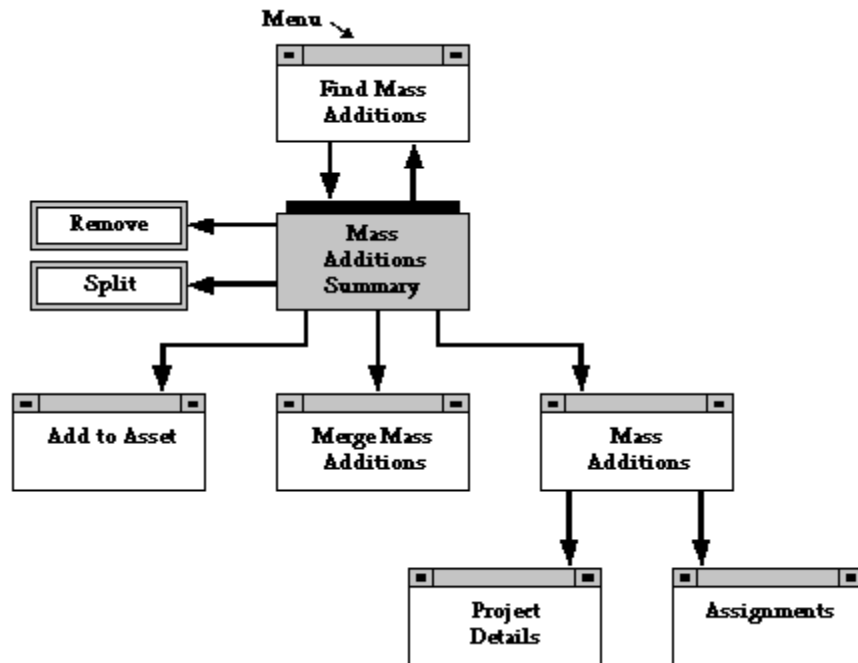 Menu
Find Mass
Additions
Remove
Mass
Additions
Summary
Split
Add to Asset
Merge Mass
Additions
Mass
Additions
Project
Details
Assignments